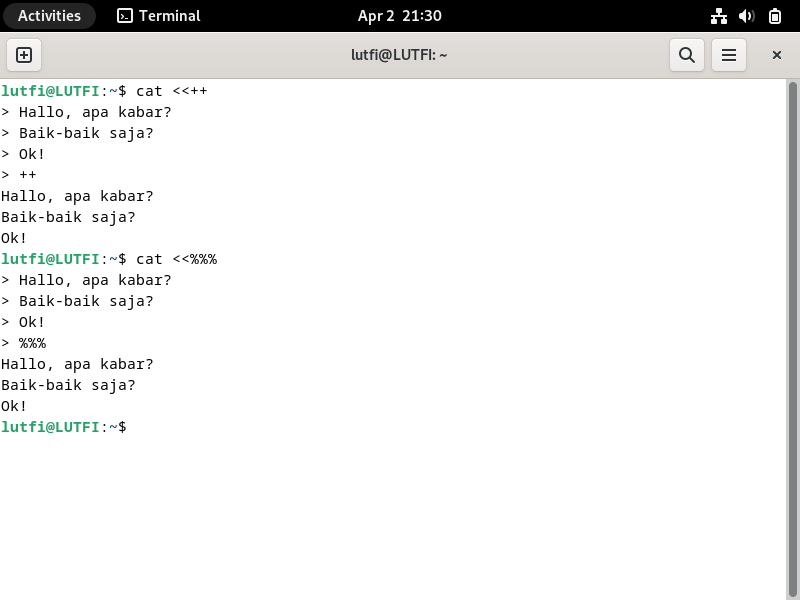 Activities
Terminal
Apr 2 21:30
lutfi@LUTFI: ~
lutfi@LUTFI:~$ cat <<++
> Hallo, apa kabar?
> Baik-baik saja?
> Ok!
> ++
Hallo, apa kabar?
Baik-baik saja?
Ok!
lutfi@LUTFI:~$ cat <<%%%
> Hallo, apa kabar?
> Baik-baik saja?
> Ok!
> %%%
Hallo, apa kabar?
Baik-baik saja?
Ok!
lutfi@LUTFI:~$